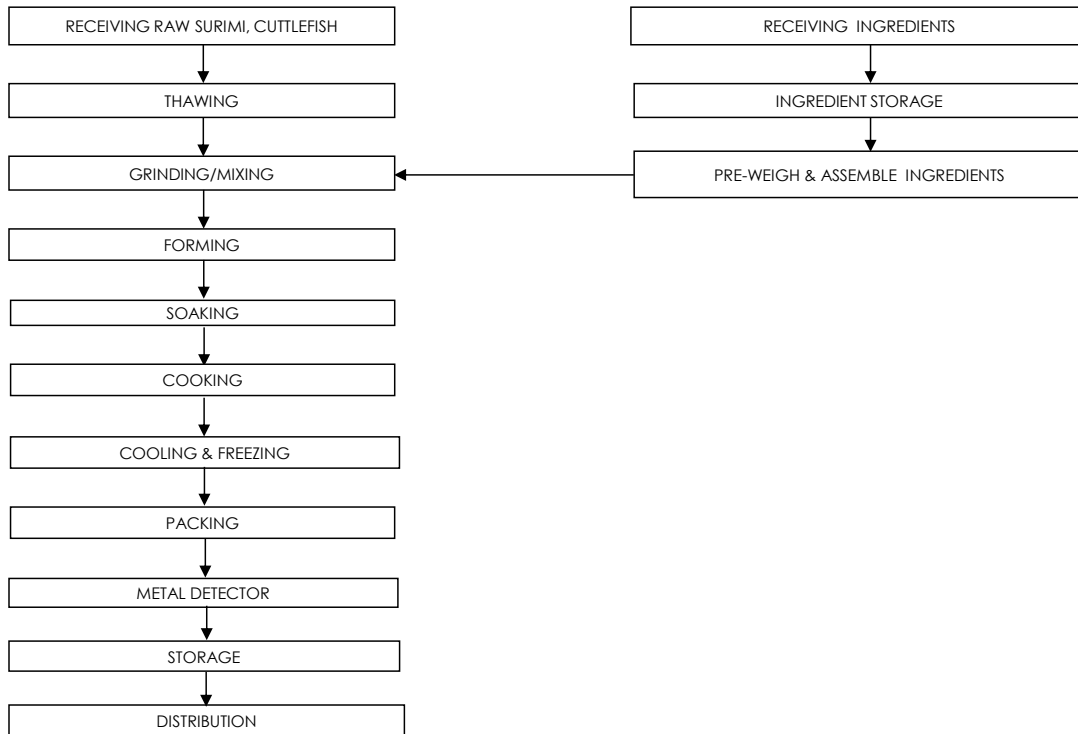 RECEIVING RAW SURIMI, CUTTLEFISH
THAWING
GRINDING/MIXING
FORMING
SOAKING
COOKING
COOLING & FREEZING
PACKING
METAL DETECTOR
STORAGE
DISTRIBUTION
RECEIVING INGREDIENTS
INGREDIENT STORAGE
PRE-WEIGH & ASSEMBLE INGREDIENTS